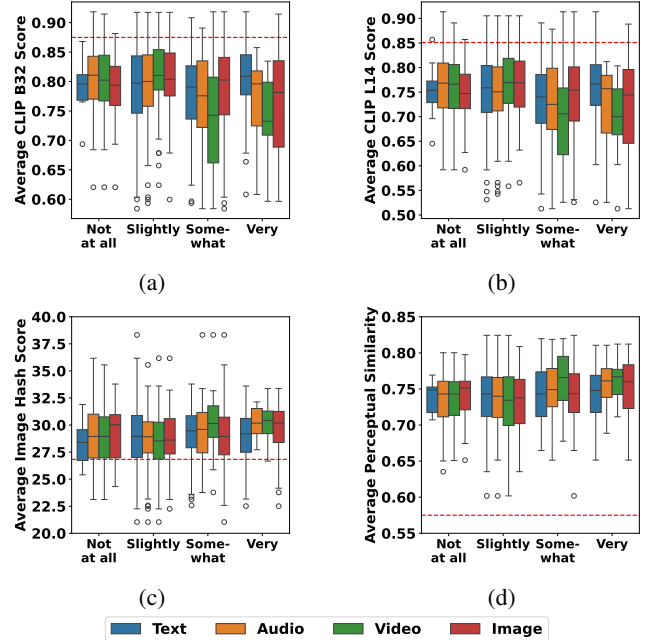 Average CLIP B32 Score
0.90
0.85
0.80
0.75
0.70
0.65
0.60
Not at all
Slightly
Some-what
Very
(a)
Average CLIP L14 Score
0.90
0.85
0.80
0.75
0.70
0.65
0.60
0.55
0.50
Not at all
Slightly
Some-what
Very
(b)
Average Image Hash Score
40.0
37.5
35.0
32.5
30.0
27.5
25.0
22.5
20.0
Not at all
Slightly
Some-what
Very
(c)
Average Perceptual Similarity
0.85
0.80
0.75
0.70
0.65
0.60
0.55
Not at all
Slightly
Some-what
Very
(d)
Text Audio Video Image